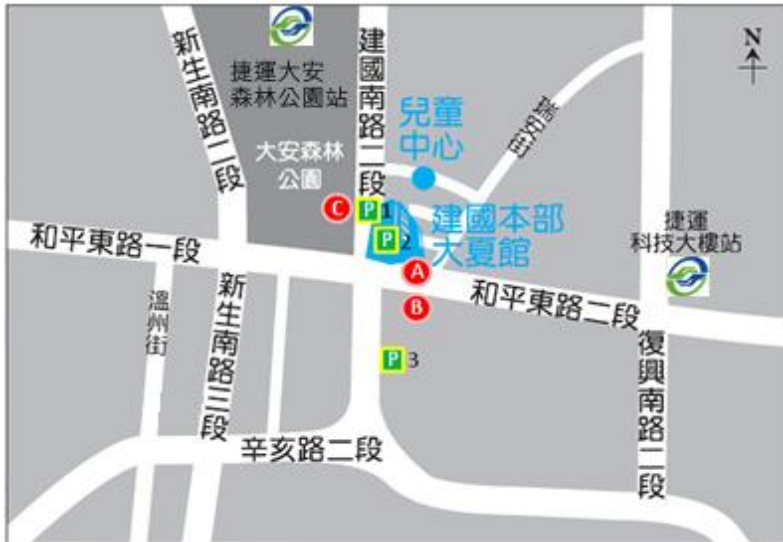 新生南路二段
捷運大安
森林公園站
大安森林
公園
建國南路二段
兒童
中心
瑞安街
N
C
P 1
P 2
建國本部
大夏館
捷運
科技大樓站
和平東路一段
A
B
和平東路二段
溫州街
新生南路三段
P 3
復興南路二段
辛亥路二段